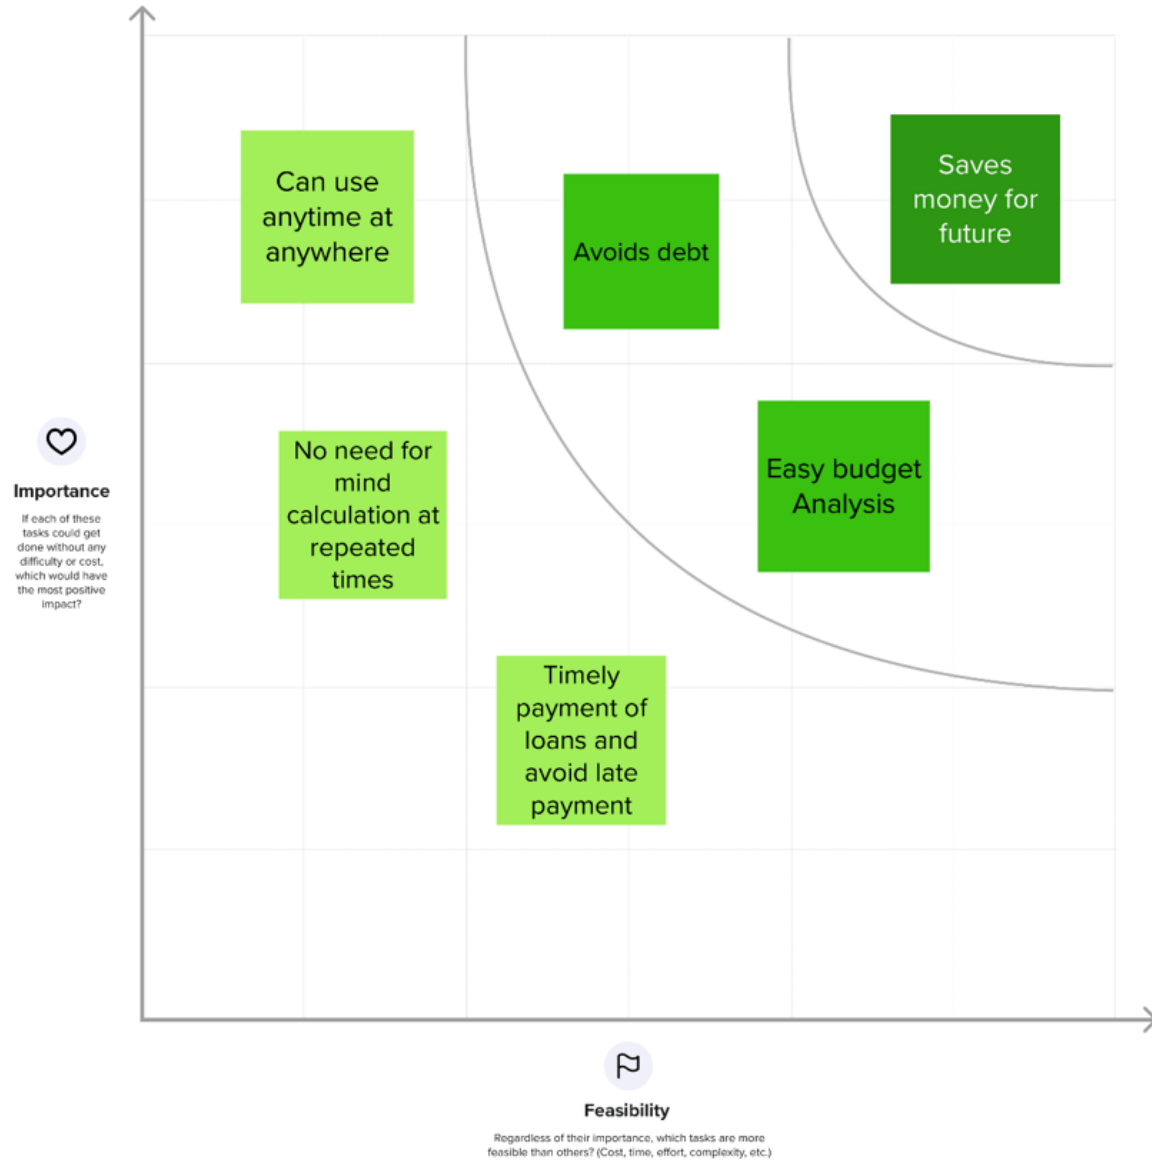 Can use
anytime at
anywhere
Avoids debt
Saves
money for
future
No need for
mind
calculation at
repeated
times
Easy budget
Analysis
Timely
payment of
loans and
avoid late
payment
Importance
If each of these
tasks could get
done without any
difficulty or cost,
which would have
the most positive
impact?
Feasibility
Regardless of their importance, which tasks are more
feasible than others? (Cost, time, effort, complexity, etc.)